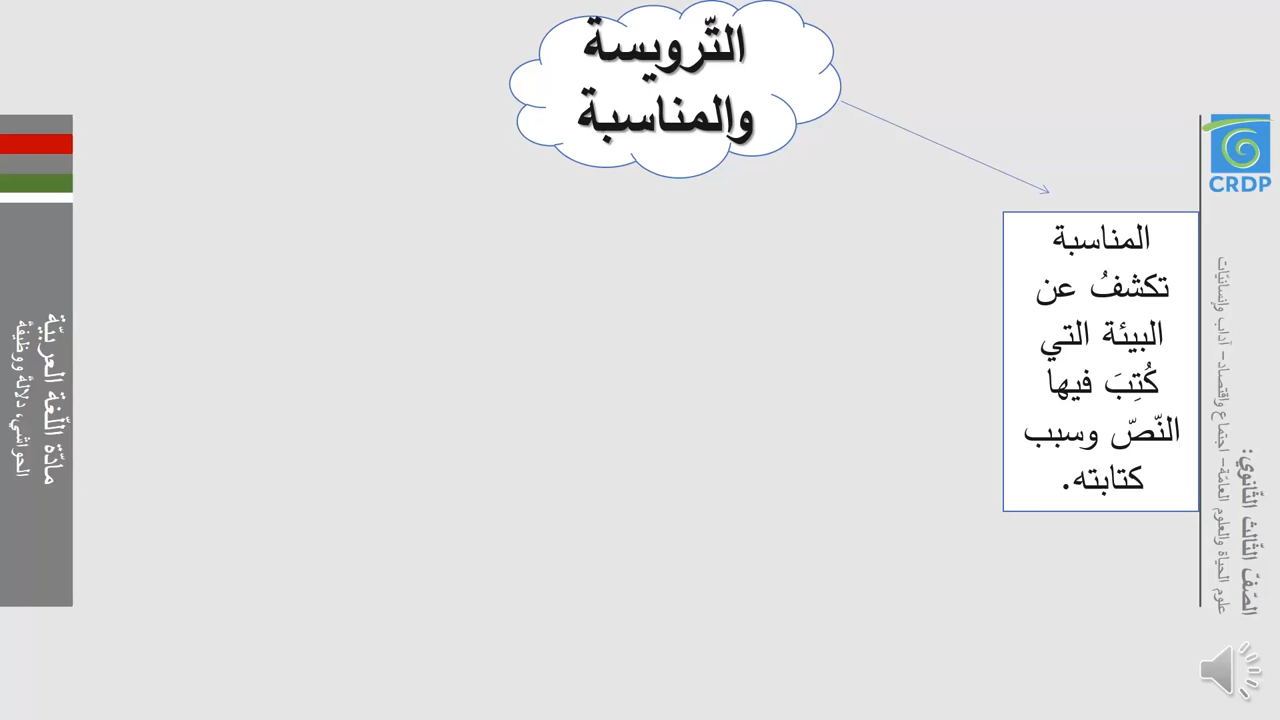 التّرويسة
والمناسبة
المناسبة
تكشفُ عن
البيئة التي
كُتِبَ فيها
النّصّ وسبب
كتابته.
CRDP
الصّفّ الثّالث الثّانوي:
علوم الحياة والعلوم العامّة- اجتماع واقتصاد- آداب وإنسانيّات
مادّة اللّغة العربيّة
الحواشي، دلالةً ووظيفةً